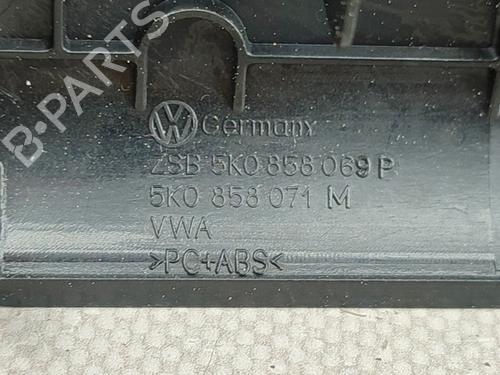 B-PARTS
Germany
ZSB 5K0 858 069 P
5K0 858 071 M
VWA
>PC+ABS<